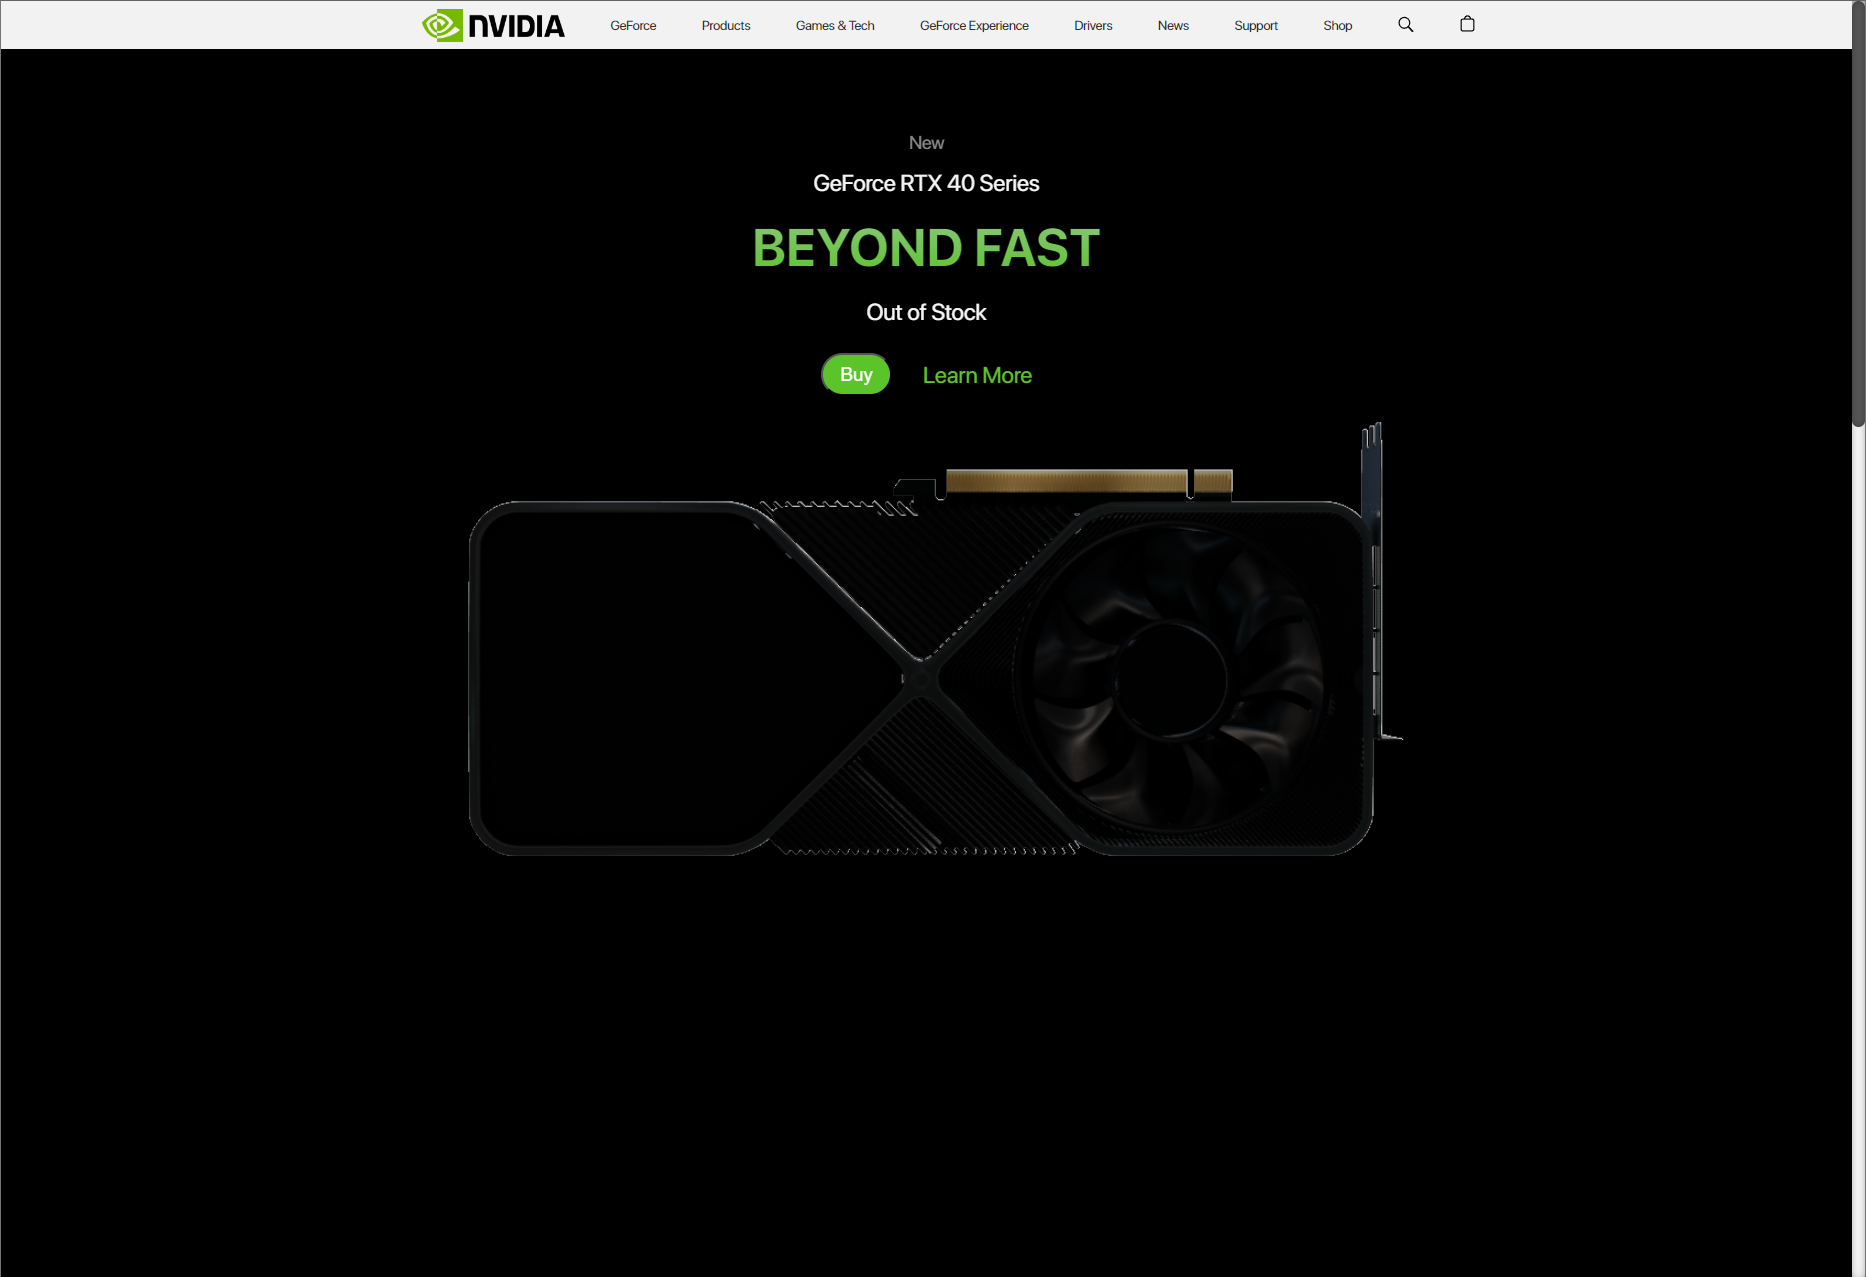 NVIDIA
GeForce
Products
Games & Tech
GeForce Experience
Drivers
News
Support
Shop
New
GeForce RTX 40 Series
BEYOND FAST
Out of Stock
Buy
Learn More